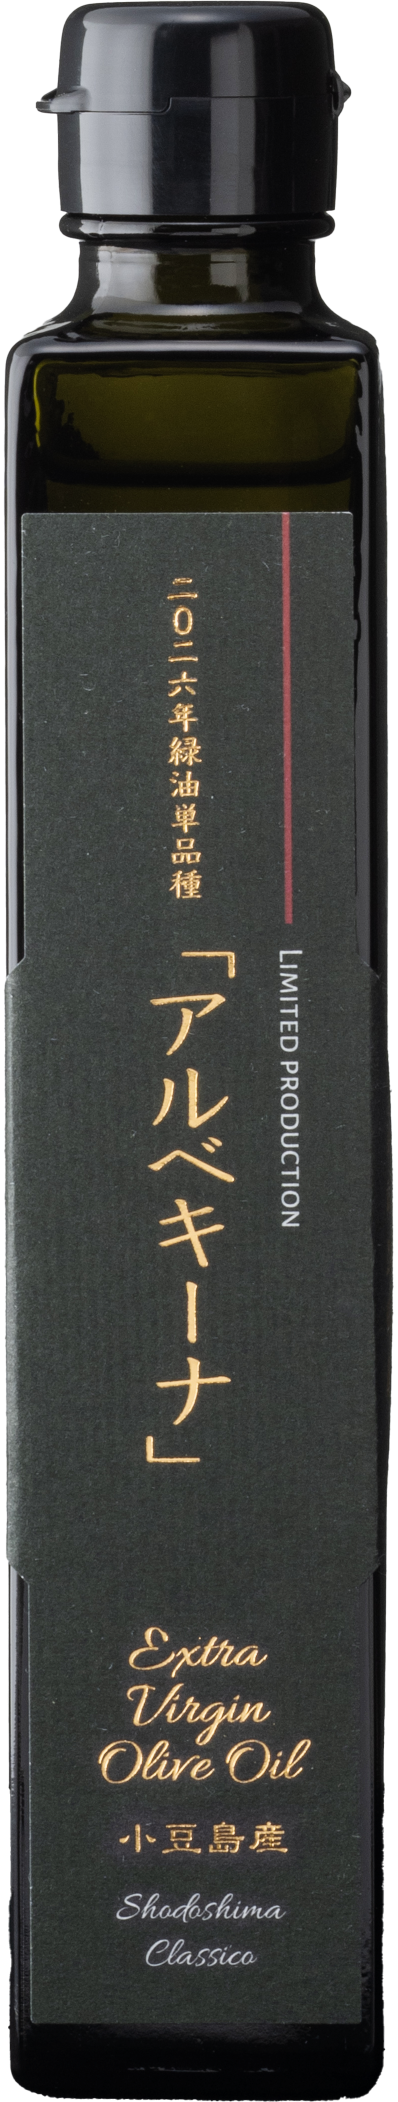 LIMITED PRODUCTION
二〇二六年緑油単品種
「アルベキーナ」
Extra
Virgin
Olive Oil
小豆島産
Shodoshima
Classico